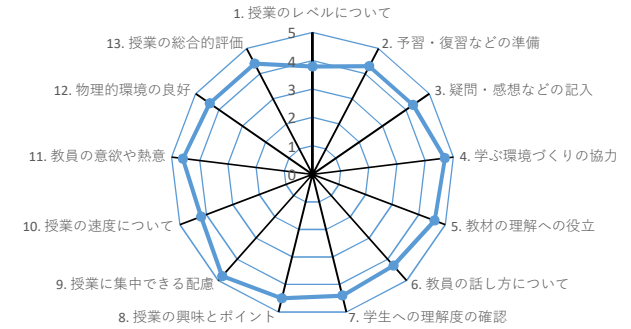 1. 授業のレベルについて
13. 授業の総合的評価
2. 予習・復習などの準備
12. 物理的環境の良好
3. 疑問・感想などの記入
11. 教員の意欲や熱意
4. 学ぶ環境づくりの協力
10. 授業の速度について
5. 教材の理解への役立
9. 授業に集中できる配慮
6. 教員の話し方について
8. 授業の興味とポイント
7. 学生への理解度の確認
5
4
3
2
1
0